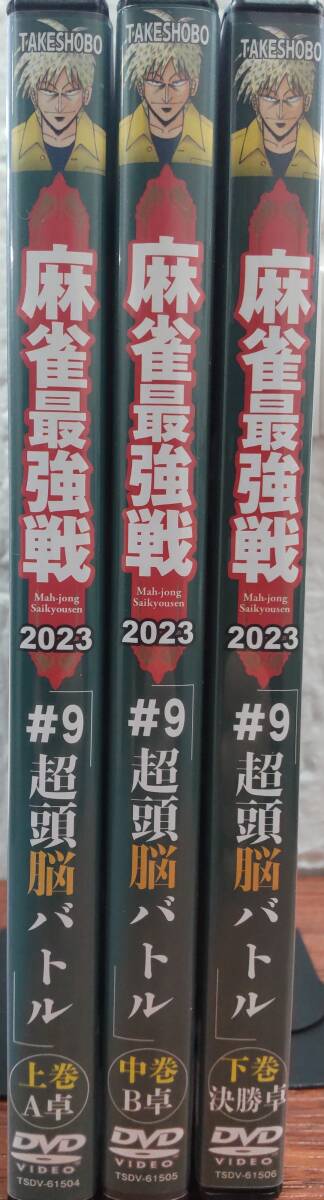 TAKESHOBO
麻雀最強戦
Mah-jong
Saikyousen
2023
「#9
超頭脳バトル」
上巻
A卓
DVD
VIDEO
TSDV-61504
TAKESHOBO
麻雀最強戦
Mah-jong
Saikyousen
2023
「#9
超頭脳バトル」
中巻
B卓
DVD
VIDEO
TSDV-61505
TAKESHOBO
麻雀最強戦
Mah-jong
Saikyousen
2023
「#9
超頭脳バトル」
下巻
決勝卓
DVD
VIDEO
TSDV-61506